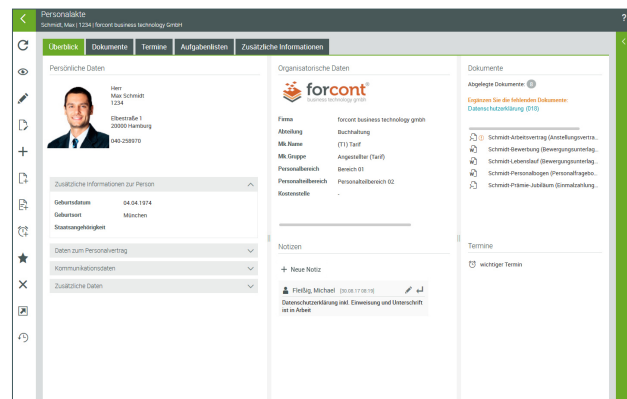 Personalakte
Schmidt, Max | 1234 | forcont business technology GmbH
?
Überblick Dokumente Termine Aufgabenlisten Zusätzliche Informationen
Persönliche Daten
Herr
Max Schmidt
1234
Elbestraße 1
20000 Hamburg
040-258970
Zusätzliche Informationen zur Person
Geburtsdatum 04.04.1974
Geburtsort München
Staatsangehörigkeit
Daten zum Personalvertrag
Kommunikationsdaten
Zusätzliche Daten
Organisatorische Daten
forcont
business technology gmbh
Firma forcont business technology gmbh
Abteilung Buchhaltung
Mk.Name (T1) Tarif
Mk.Gruppe Angestellter (Tarif)
Personalbereich Bereich 01
Personalteilbereich Personalteilbereich 02
Kostenstelle -
Notizen
+ Neue Notiz
Fleißig, Michael [30.08.17 08:19]
Datenschutzerklärung inkl. Einweisung und Unterschrift
ist in Arbeit
Dokumente
Abgelegte Dokumente:
Ergänzen Sie die fehlenden Dokumente:
Datenschutzerklärung (010)
Schmidt-Arbeitsvertrag (Anstellungsvertra...
Schmidt-Bewerbung (Bewerbungsunterlag...
Schmidt-Lebenslauf (Bewerbungsunterlag...
Schmidt-Personalbogen (Personalfragebo...
Schmidt-Prämie-Jubiläum (Einmalzahlung...
Termine
wichtiger Termin